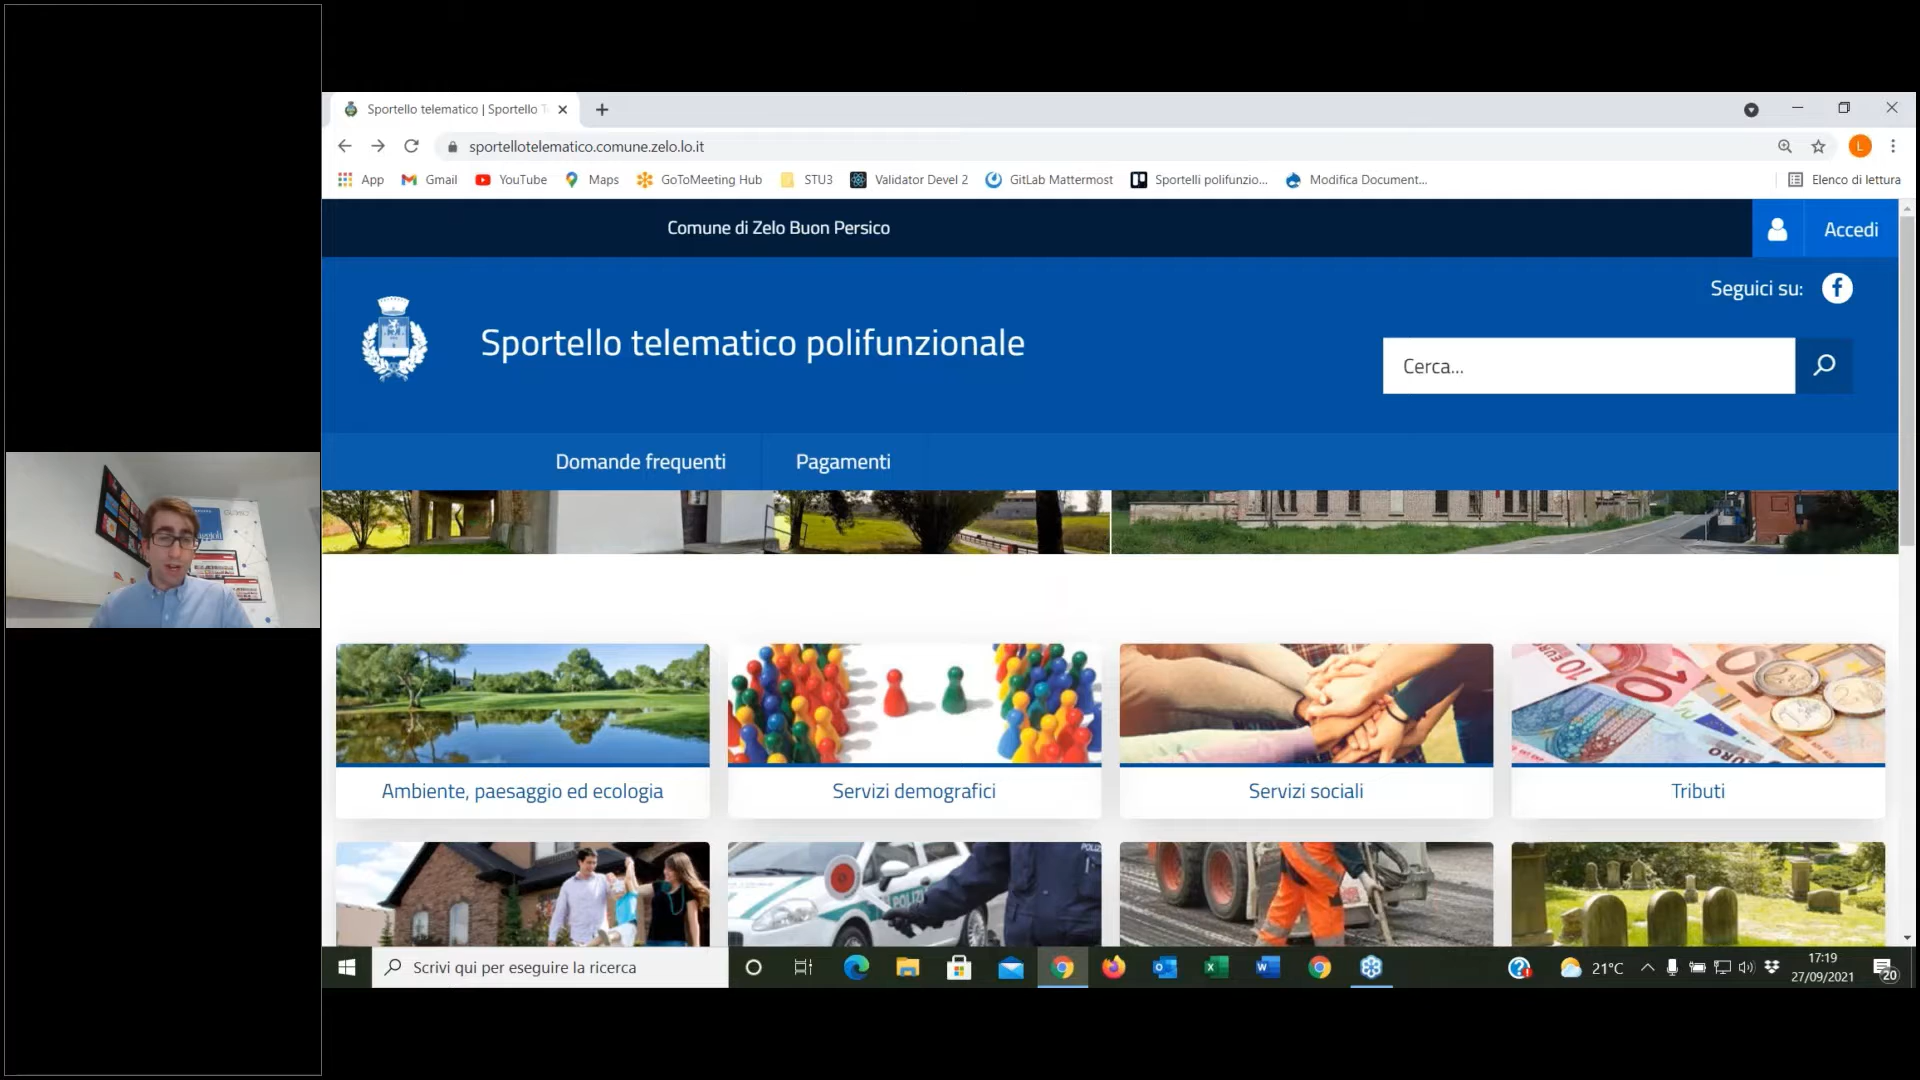 Sportello telematico | Sportello T
sportellotelematico.comune.zelo.lo.it
L
App Gmail YouTube Maps GoToMeeting Hub STU3 Validator Devel 2 GitLab Mattermost Sportelli polifunzio... Modifica Document... Elenco di lettura
Comune di Zelo Buon Persico
Accedi
Seguici su:
Sportello telematico polifunzionale
Cerca...
Domande frequenti Pagamenti
Ambiente, paesaggio ed ecologia
Servizi demografici
Servizi sociali
Tributi
Scrivi qui per eseguire la ricerca
21°C
17:19
27/09/2021
20